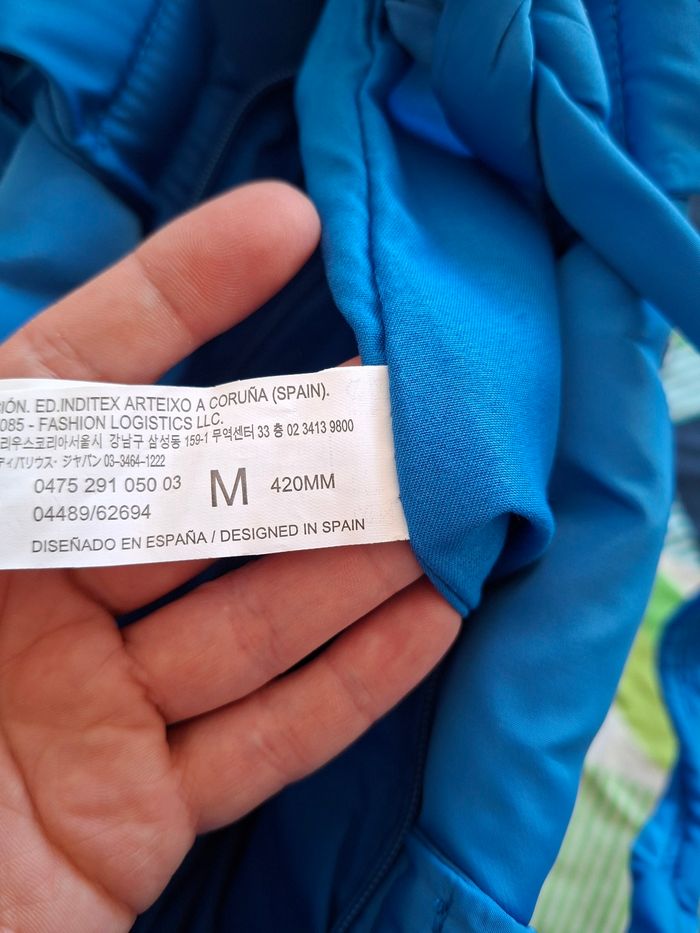 IÓN. ED.INDITEX ARTEIXO A CORUÑA (SPAIN).
085 - FASHION LOGISTICS LLC.
리우스코리아서울시 강남구 삼성동 159-1 무역센터 33 층 02 3413 9800
ディバリウス・ジャパン 03-3464-1222
0475 291 050 03 M 420MM
04489/62694
DISEÑADO EN ESPAÑA / DESIGNED IN SPAIN